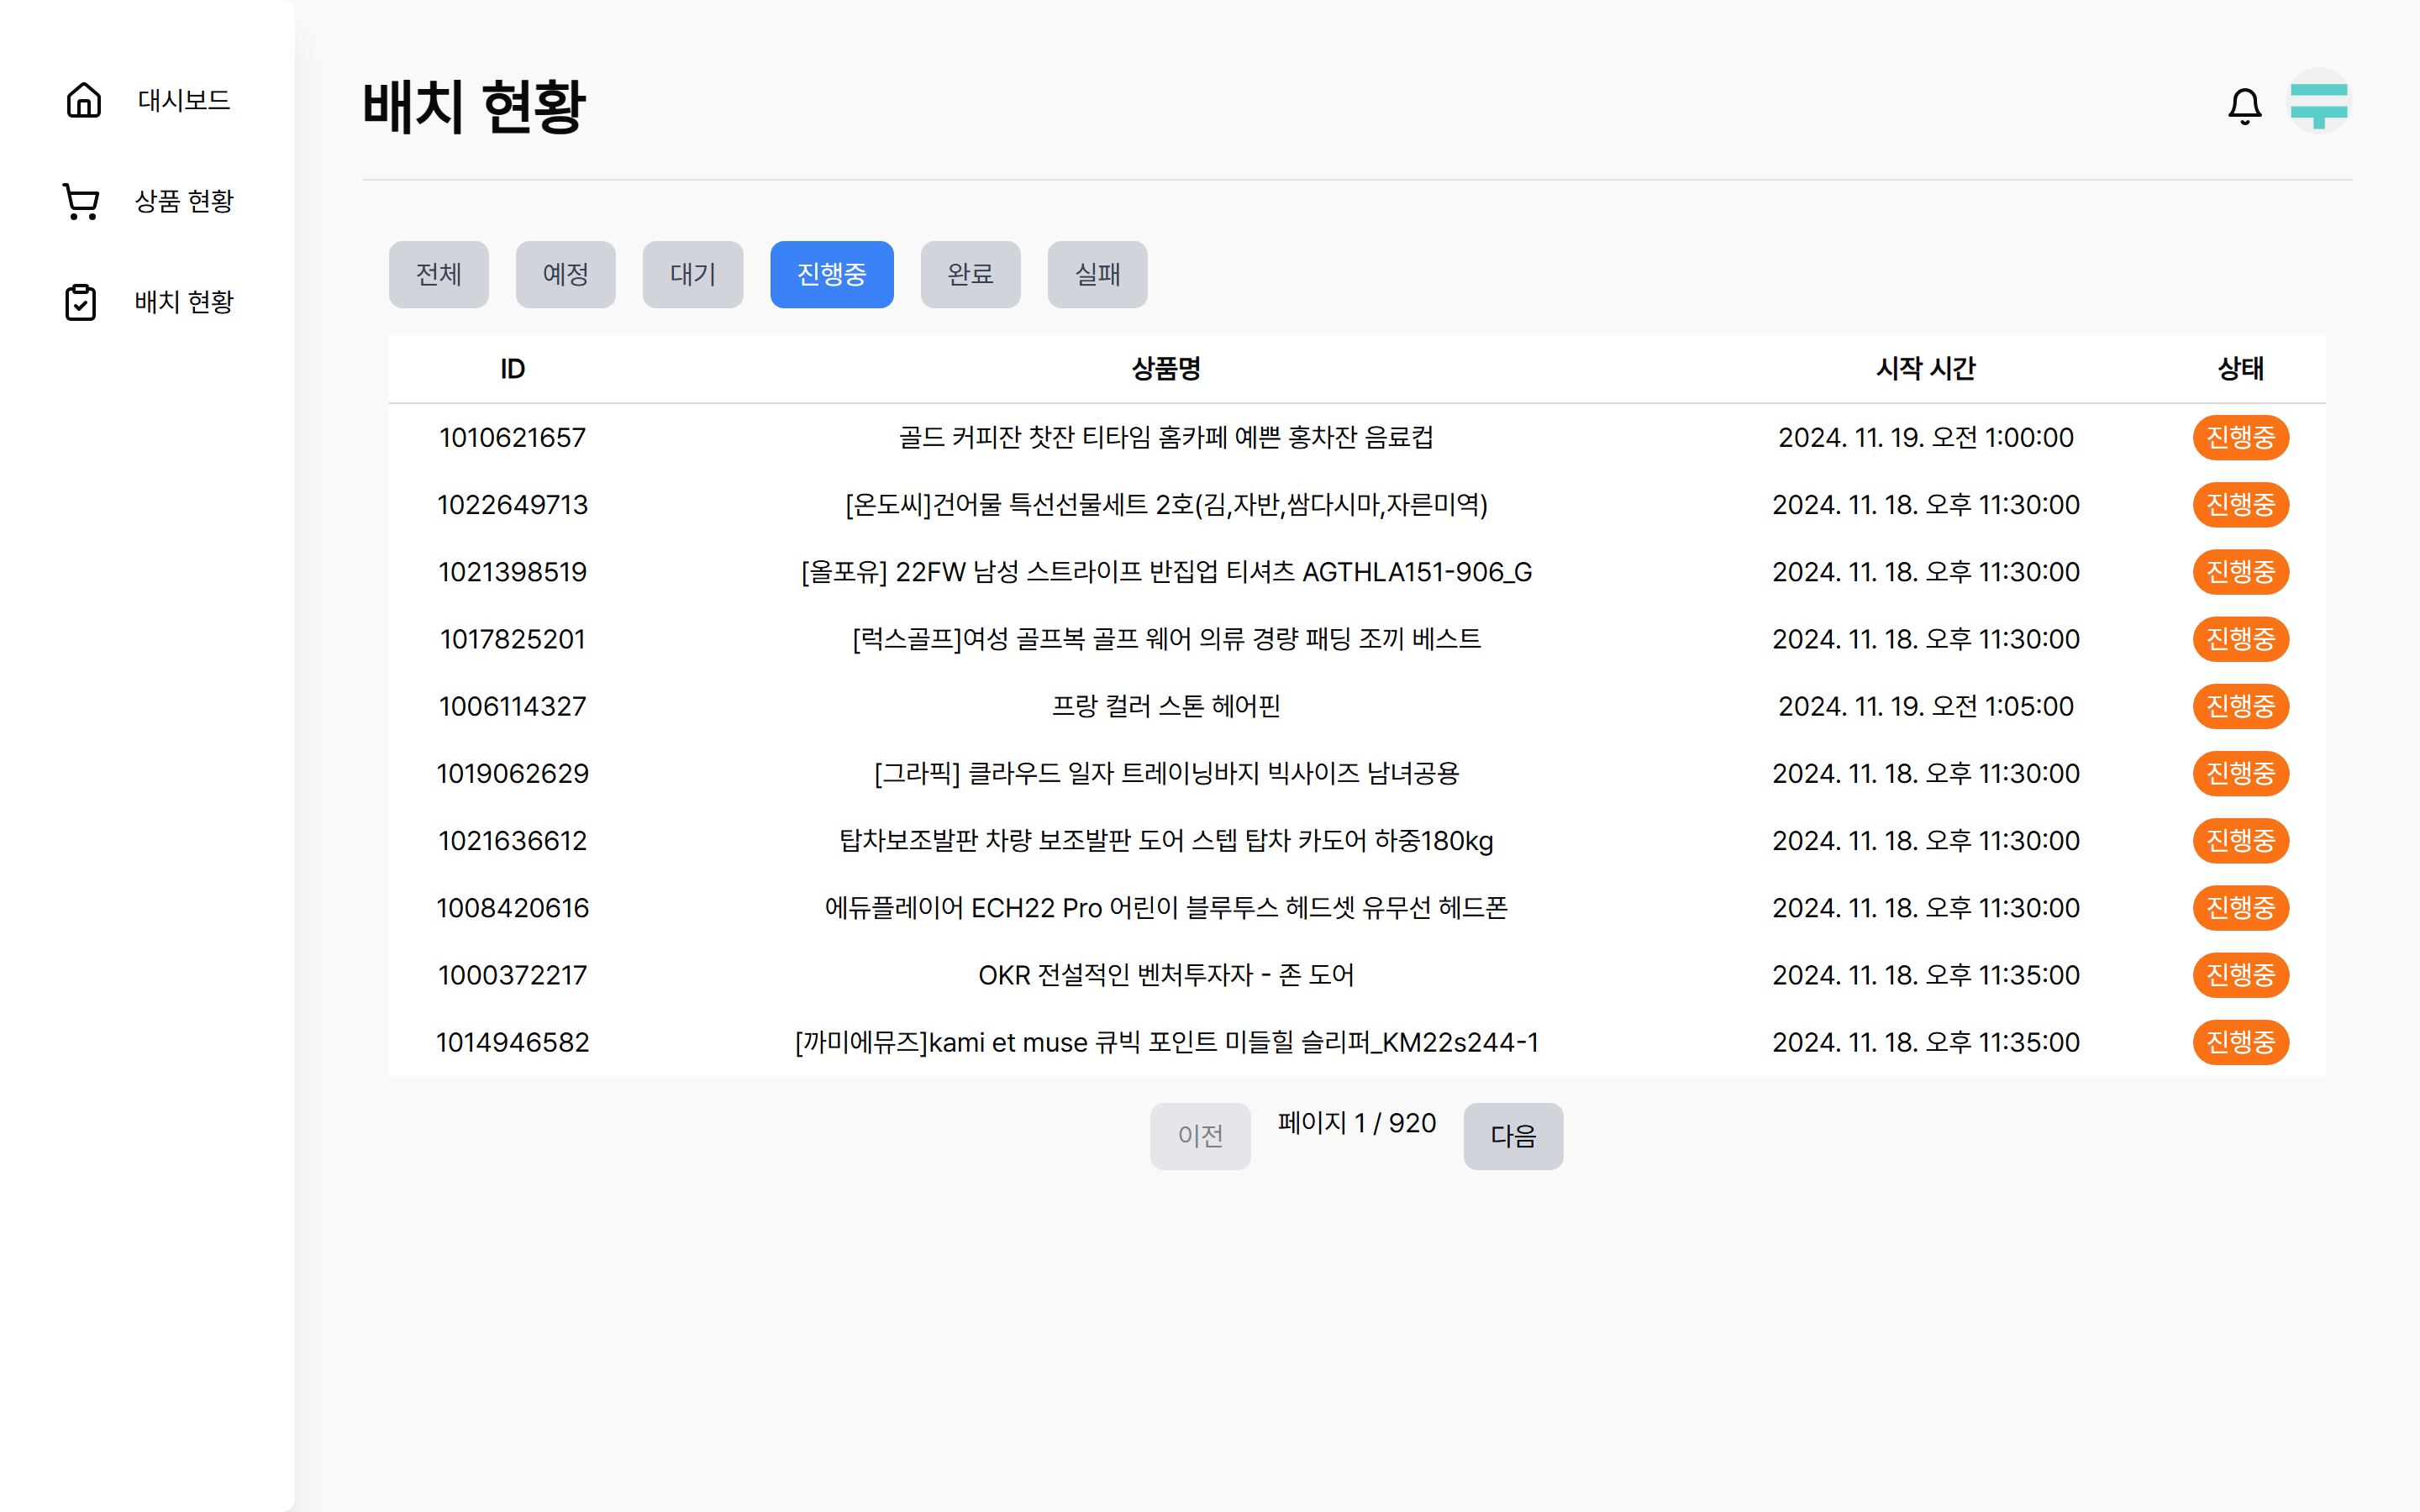 대시보드
상품 현황
배치 현황
배치 현황
전체 예정 대기 진행중 완료 실패
ID 상품명 시작 시간 상태
1010621657 골드 커피잔 찻잔 티타임 홈카페 예쁜 홍차잔 음료컵 2024. 11. 19. 오전 1:00:00 진행중
1022649713 [온도씨]건어물 특선선물세트 2호(김,자반,쌈다시마,자른미역) 2024. 11. 18. 오후 11:30:00 진행중
1021398519 [올포유] 22FW 남성 스트라이프 반집업 티셔츠 AGTHLA151-906_G 2024. 11. 18. 오후 11:30:00 진행중
1017825201 [럭스골프]여성 골프복 골프 웨어 의류 경량 패딩 조끼 베스트 2024. 11. 18. 오후 11:30:00 진행중
1006114327 프랑 컬러 스톤 헤어핀 2024. 11. 19. 오전 1:05:00 진행중
1019062629 [그라픽] 클라우드 일자 트레이닝바지 빅사이즈 남녀공용 2024. 11. 18. 오후 11:30:00 진행중
1021636612 탑차보조발판 차량 보조발판 도어 스텝 탑차 카도어 하중180kg 2024. 11. 18. 오후 11:30:00 진행중
1008420616 에듀플레이어 ECH22 Pro 어린이 블루투스 헤드셋 유무선 헤드폰 2024. 11. 18. 오후 11:30:00 진행중
1000372217 OKR 전설적인 벤처투자자 - 존 도어 2024. 11. 18. 오후 11:35:00 진행중
1014946582 [까미에뮤즈]kami et muse 큐빅 포인트 미들힐 슬리퍼_KM22s244-1 2024. 11. 18. 오후 11:35:00 진행중
이전 페이지 1 / 920 다음